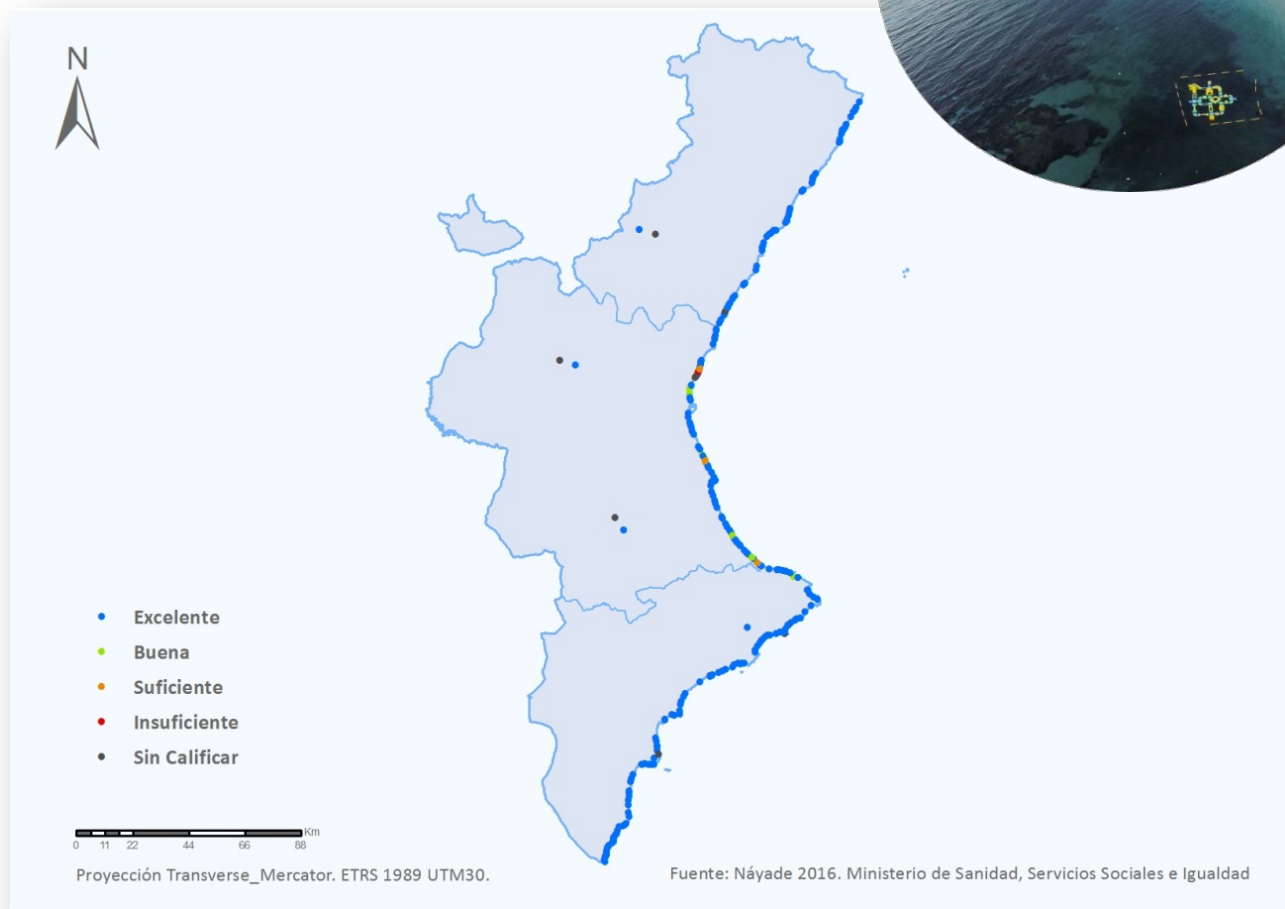 N
Excelente
Buena
Suficiente
Insuficiente
Sin Calificar
Km
0 11 22 44 66 88
Proyección Transverse_Mercator. ETRS 1989 UTM30.
Fuente: Náyade 2016. Ministerio de Sanidad, Servicios Sociales e Igualdad